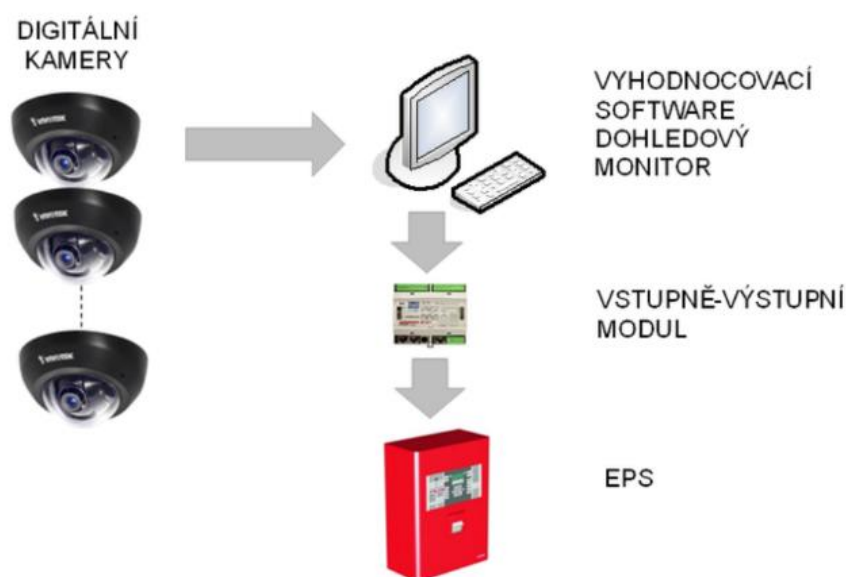 DIGITÁLNÍ
KAMERY
VYHODNOCOVACÍ
SOFTWARE
DOHLEDOVÝ
MONITOR
VSTUPNĚ-VÝSTUPNÍ
MODUL
EPS